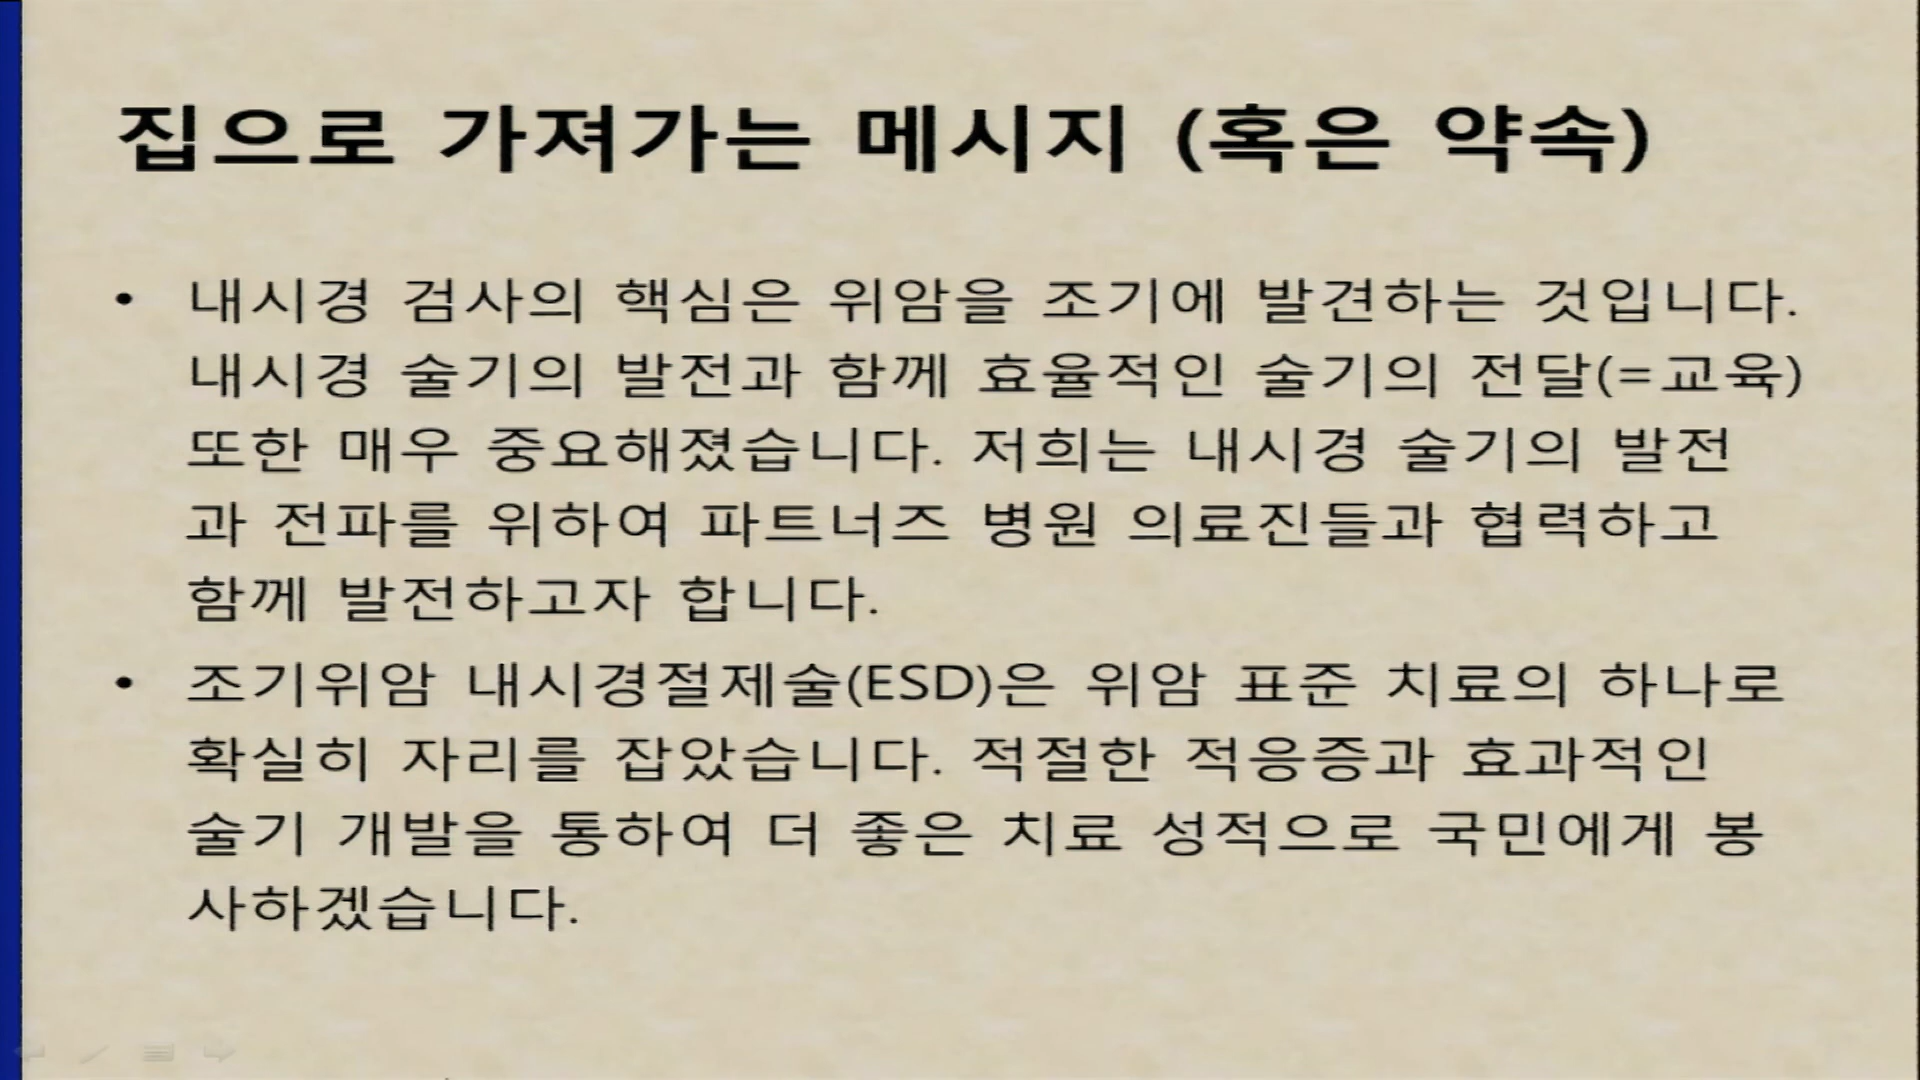 집으로 가져가는 메시지 (혹은 약속)
• 내시경 검사의 핵심은 위암을 조기에 발견하는 것입니다.
내시경 술기의 발전과 함께 효율적인 술기의 전달(=교육)
또한 매우 중요해졌습니다. 저희는 내시경 술기의 발전
과 전파를 위하여 파트너즈 병원 의료진들과 협력하고
함께 발전하고자 합니다.
• 조기위암 내시경절제술(ESD)은 위암 표준 치료의 하나로
확실히 자리를 잡았습니다. 적절한 적응증과 효과적인
술기 개발을 통하여 더 좋은 치료 성적으로 국민에게 봉
사하겠습니다.